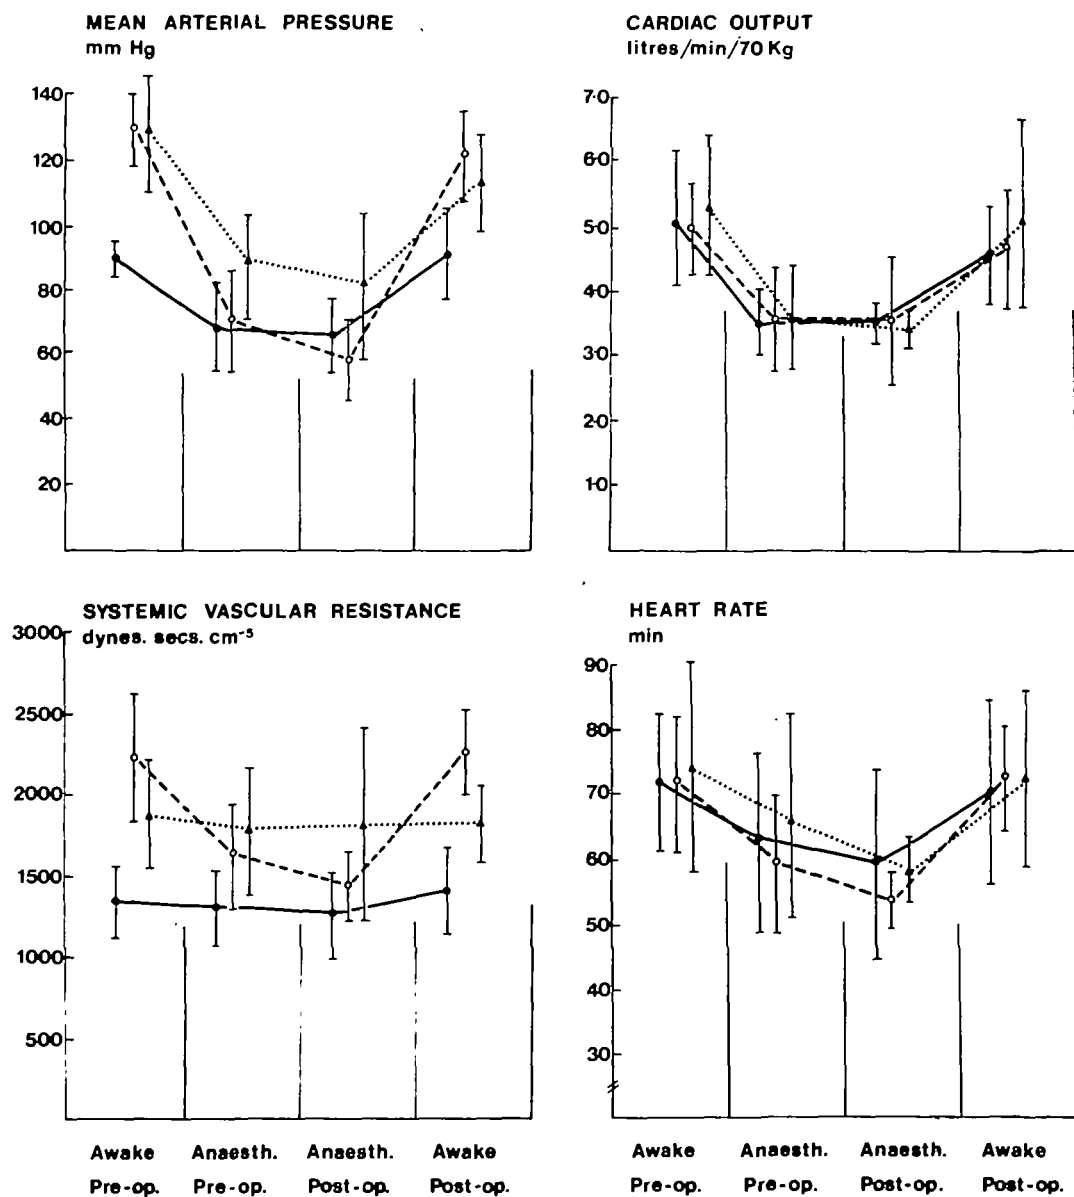 MEAN ARTERIAL PRESSURE
mm Hg
140
120
100
80
60
40
20
CARDIAC OUTPUT
litres/min/70 Kg
7·0
6·0
5·0
4·0
3·0
2·0
1·0
SYSTEMIC VASCULAR RESISTANCE
dynes. secs. cm⁻⁵
3000
2500
2000
1500
1000
500
HEART RATE
min
90
80
70
60
50
40
30
Awake Anaesth. Anaesth. Awake
Pre-op. Pre-op. Post-op. Post-op.
Awake Anaesth. Anaesth. Awake
Pre-op. Pre-op. Post-op. Post-op.